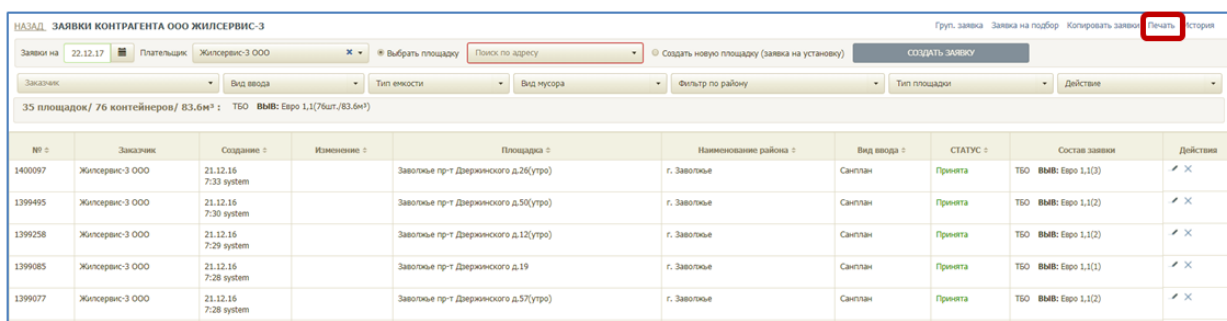 НАЗАД ЗАЯВКИ КОНТРАГЕНТА ООО ЖИЛСЕРВИС-3 Груп. заявка Заявка на подбор Копировать заявки Печать История
Заявки на 22.12.17 Плательщик Жилсервис-3 ООО Выбрать площадку Поиск по адресу Создать новую площадку (заявка на установку) СОЗДАТЬ ЗАЯВКУ
Заказчик Вид ввода Тип емкости Вид мусора Фильтр по району Тип площадки Действие
35 площадок/ 76 контейнеров/ 83.6м³ : ТБО ВЫВ: Евро 1,1(76шт./83.6м³)
№ Заказчик Создание Изменение Площадка Наименование района Вид ввода СТАТУС Состав заявки Действия
1400097 Жилсервис-3 ООО 21.12.16 Заволжье пр-т Дзержинского д.26(утро) г. Заволжье Санплан Принята ТБО ВЫВ: Евро 1,1(3)
7:33 system
1399495 Жилсервис-3 ООО 21.12.16 Заволжье пр-т Дзержинского д.50(утро) г. Заволжье Санплан Принята ТБО ВЫВ: Евро 1,1(2)
7:30 system
1399258 Жилсервис-3 ООО 21.12.16 Заволжье пр-т Дзержинского д.12(утро) г. Заволжье Санплан Принята ТБО ВЫВ: Евро 1,1(2)
7:29 system
1399085 Жилсервис-3 ООО 21.12.16 Заволжье пр-т Дзержинского д.19 г. Заволжье Санплан Принята ТБО ВЫВ: Евро 1,1(1)
7:28 system
1399077 Жилсервис-3 ООО 21.12.16 Заволжье пр-т Дзержинского д.57(утро) г. Заволжье Санплан Принята ТБО ВЫВ: Евро 1,1(2)
7:28 system